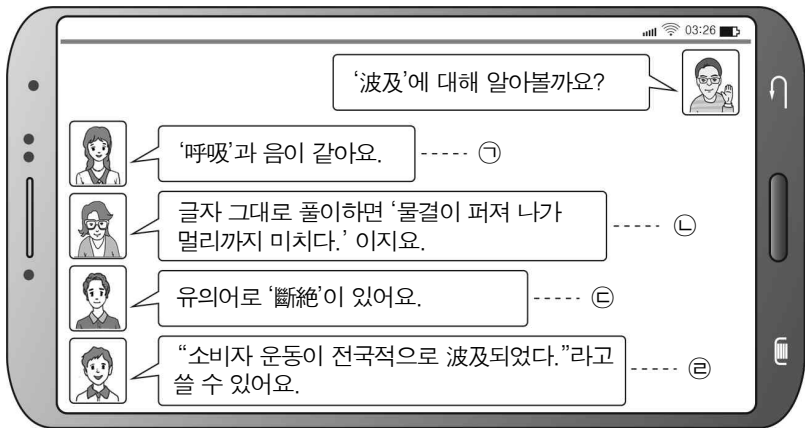 03:26
‘波及’에 대해 알아볼까요?
‘呼吸’과 음이 같아요. ----- ㉠
글자 그대로 풀이하면 ‘물결이 퍼져 나가
멀리까지 미치다.’ 이지요. ----- ㉡
유의어로 ‘斷絶’이 있어요. ----- ㉢
“소비자 운동이 전국적으로 波及되었다.”라고
쓸 수 있어요. ----- ㉣